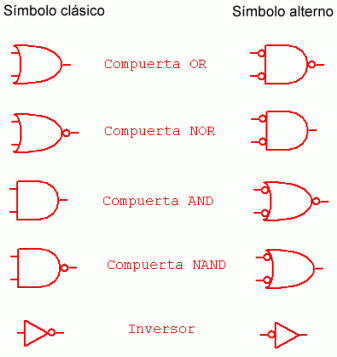 Símbolo clásico Símbolo alterno
Compuerta OR
Compuerta NOR
Compuerta AND
Compuerta NAND
Inversor